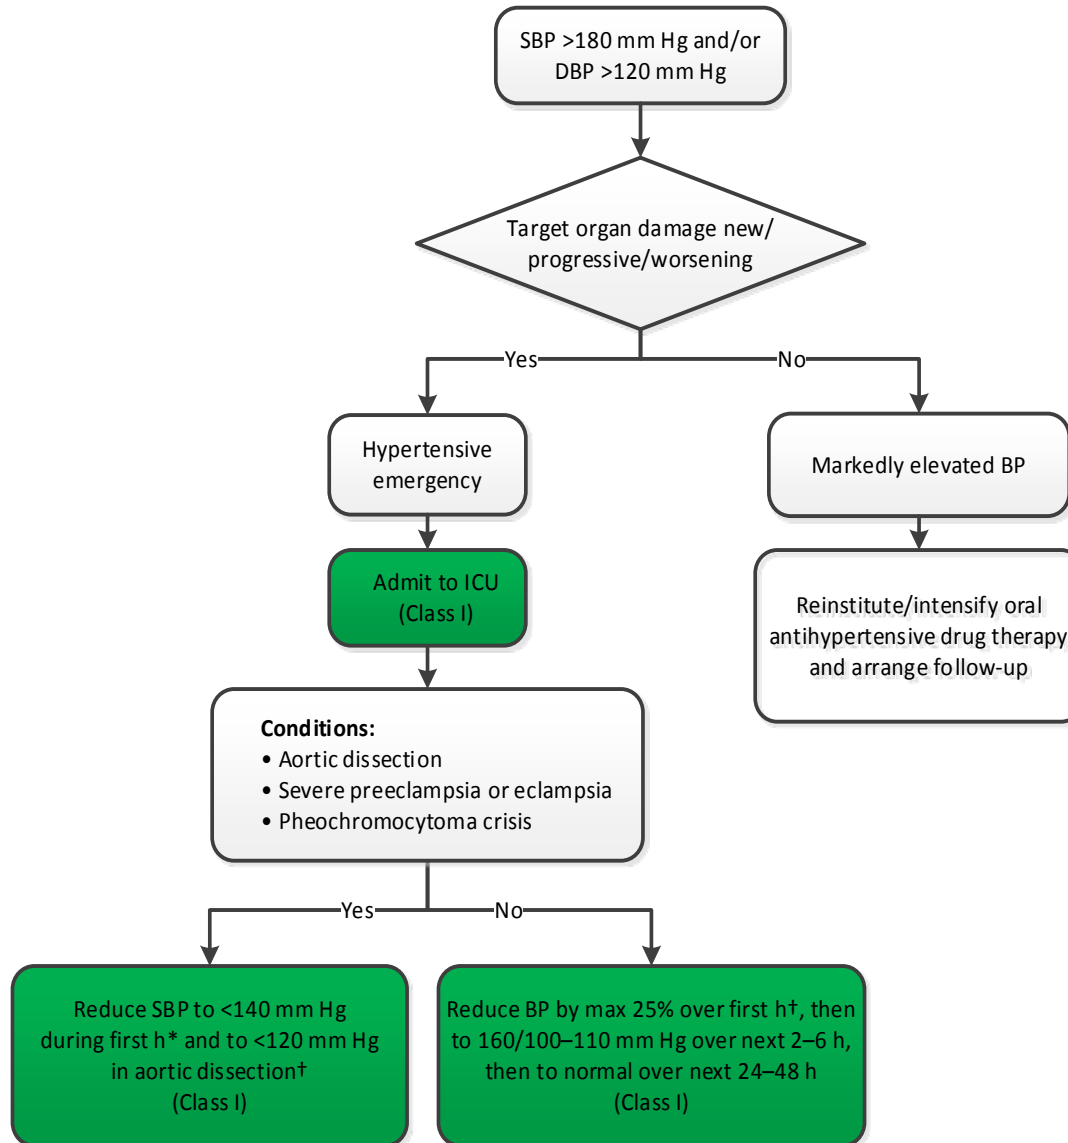 SBP >180 mm Hg and/or
DBP >120 mm Hg
Target organ damage new/
progressive/worsening
Yes
No
Hypertensive
emergency
Markedly elevated BP
Admit to ICU
(Class I)
Reinstitute/intensify oral
antihypertensive drug therapy
and arrange follow-up
Conditions:
• Aortic dissection
• Severe preeclampsia or eclampsia
• Pheochromocytoma crisis
Yes
No
Reduce SBP to <140 mm Hg
during first h* and to <120 mm Hg
in aortic dissection†
(Class I)
Reduce BP by max 25% over first h†, then
to 160/100–110 mm Hg over next 2–6 h,
then to normal over next 24–48 h
(Class I)